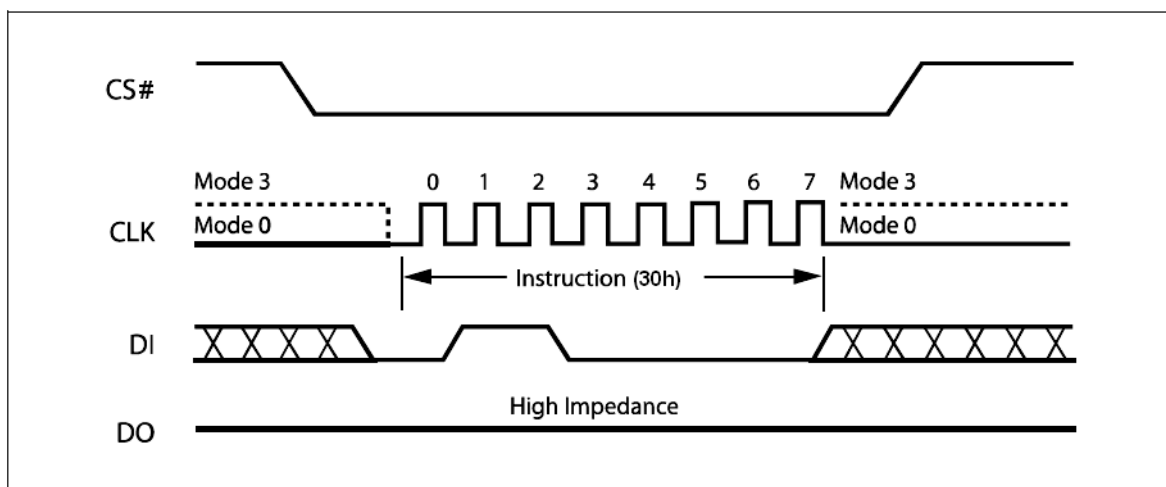 CS#
Mode 3 0 1 2 3 4 5 6 7 Mode 3
CLK Mode 0 Mode 0
Instruction (30h)
DI
High Impedance
DO